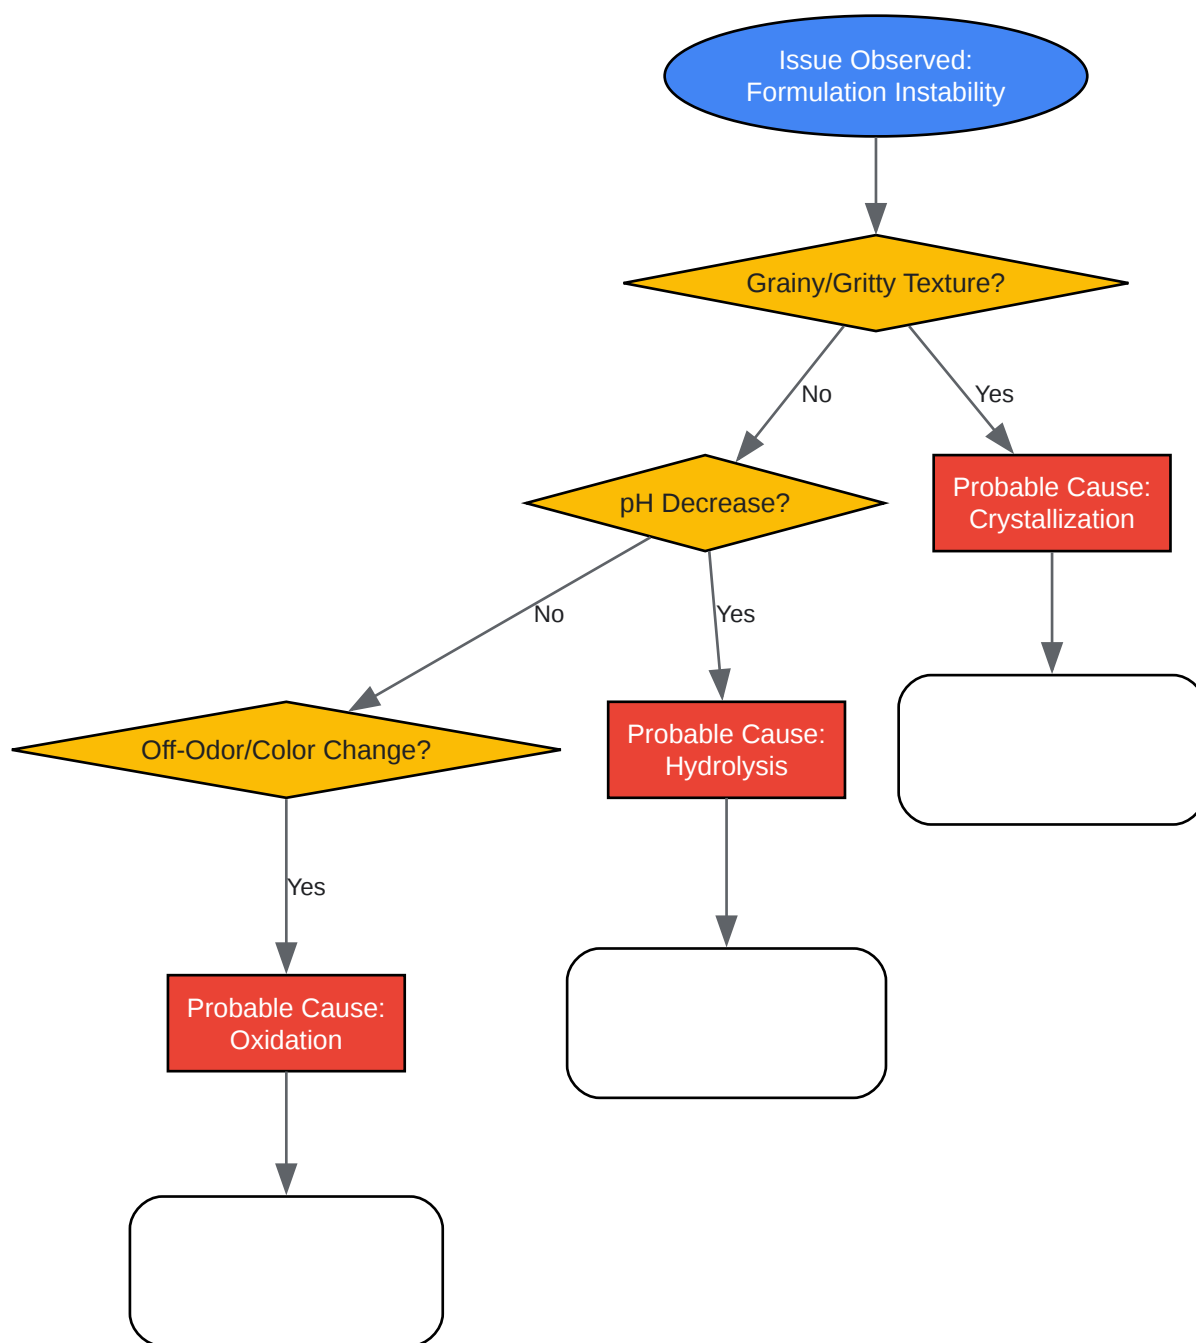 Issue Observed:
Formulation Instability
Grainy/Gritty Texture?
No
Yes
pH Decrease?
Probable Cause:
Crystallization
No
Yes
Off-Odor/Color Change?
Probable Cause:
Hydrolysis
Yes
Probable Cause:
Oxidation